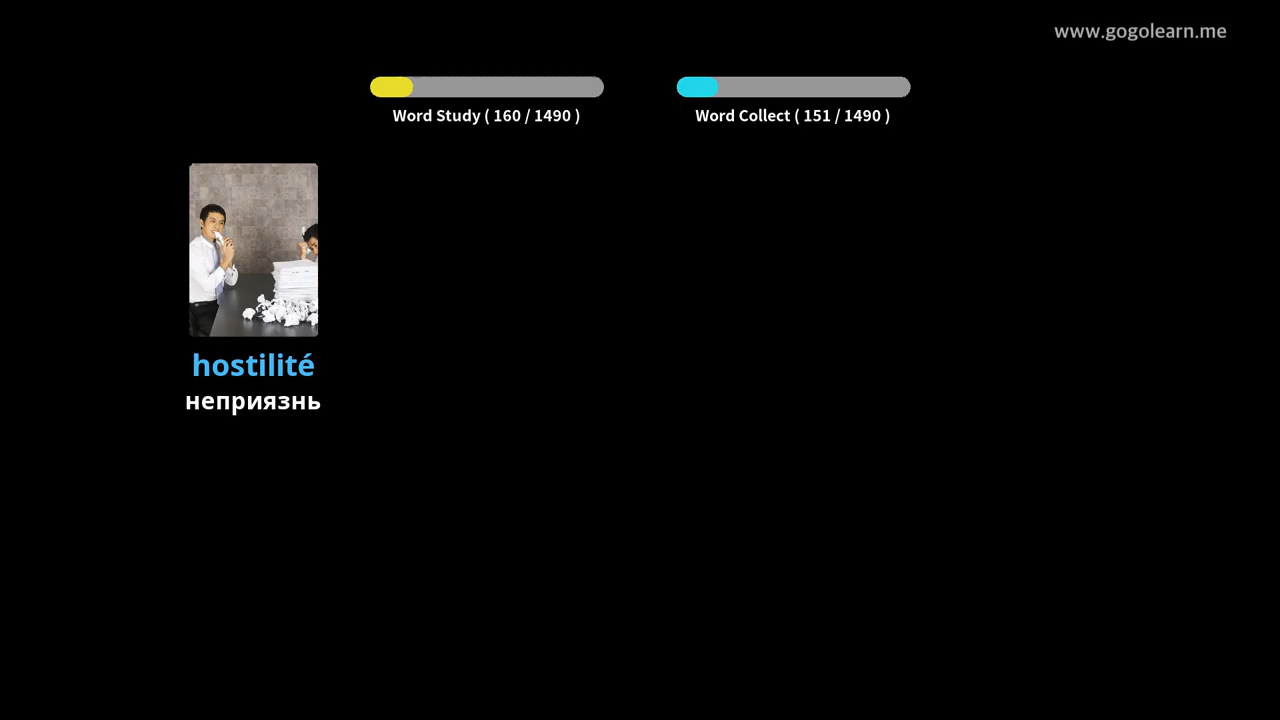 www.gogolearn.me
Word Study ( 160 / 1490 )
Word Collect ( 151 / 1490 )
hostilité
неприязнь